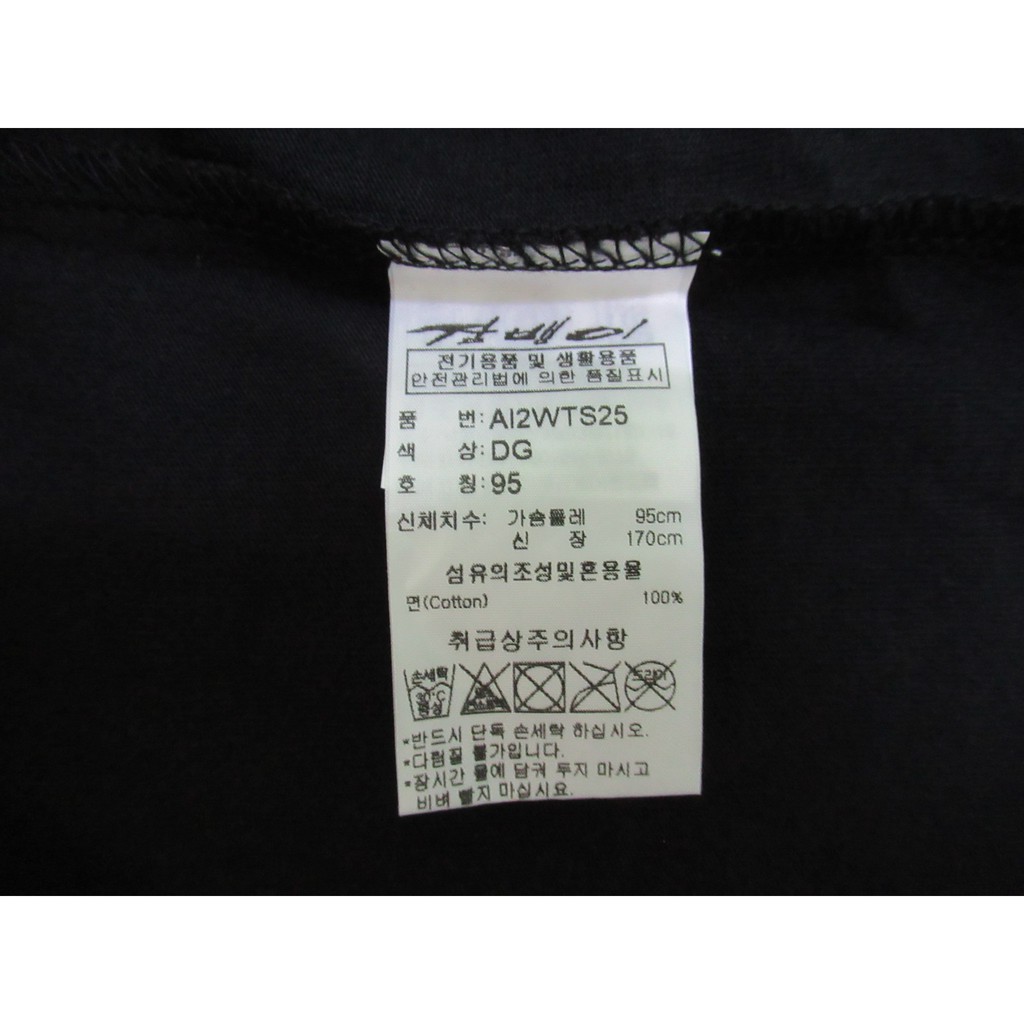 전기용품 및 생활용품
안전관리법에 의한 품질표시
품 번: AI2WTS25
색 상: DG
호 칭: 95
신체치수: 가슴둘레 95cm
신 장 170cm
섬유의조성및혼용율
면(Cotton) 100%
취급상주의사항
손세탁 드라이
*반드시 단독 손세탁 하십시오.
*다림질 불가입니다.
*장시간 물에 담궈 두지 마시고
비벼 빨지 마십시요.